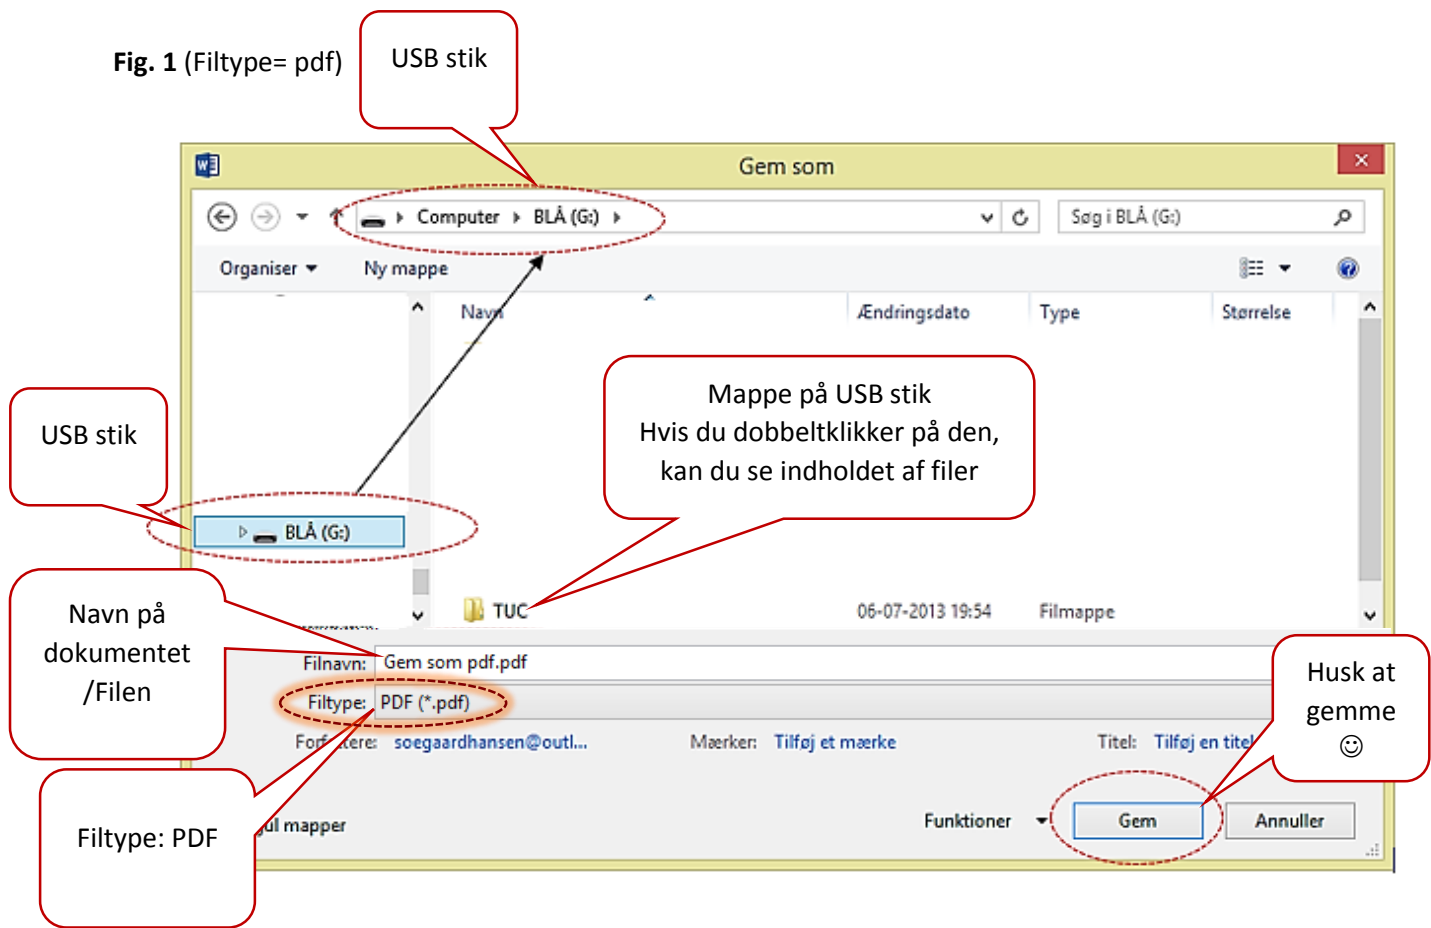 Fig. 1 (Filtype= pdf)
USB stik
Gem som
Computer BLÅ (G:)
Søg i BLÅ (G:)
Organiser
Ny mappe
Navn
Ændringsdato
Type
Størrelse
Mappe på USB stik
Hvis du dobbeltklikker på den,
kan du se indholdet af filer
USB stik
BLÅ (G:)
TUC
06-07-2013 19:54
Filmappe
Navn på
dokumentet
/Filen
Filnavn: Gem som pdf.pdf
Filtype: PDF (*.pdf)
Husk at
gemme
☺
soegaardhansen@outl...
Mærker: Tilføj et mærke
Titel: Tilføj en titel
Filtype: PDF
mapper
Funktioner
Gem
Annuller